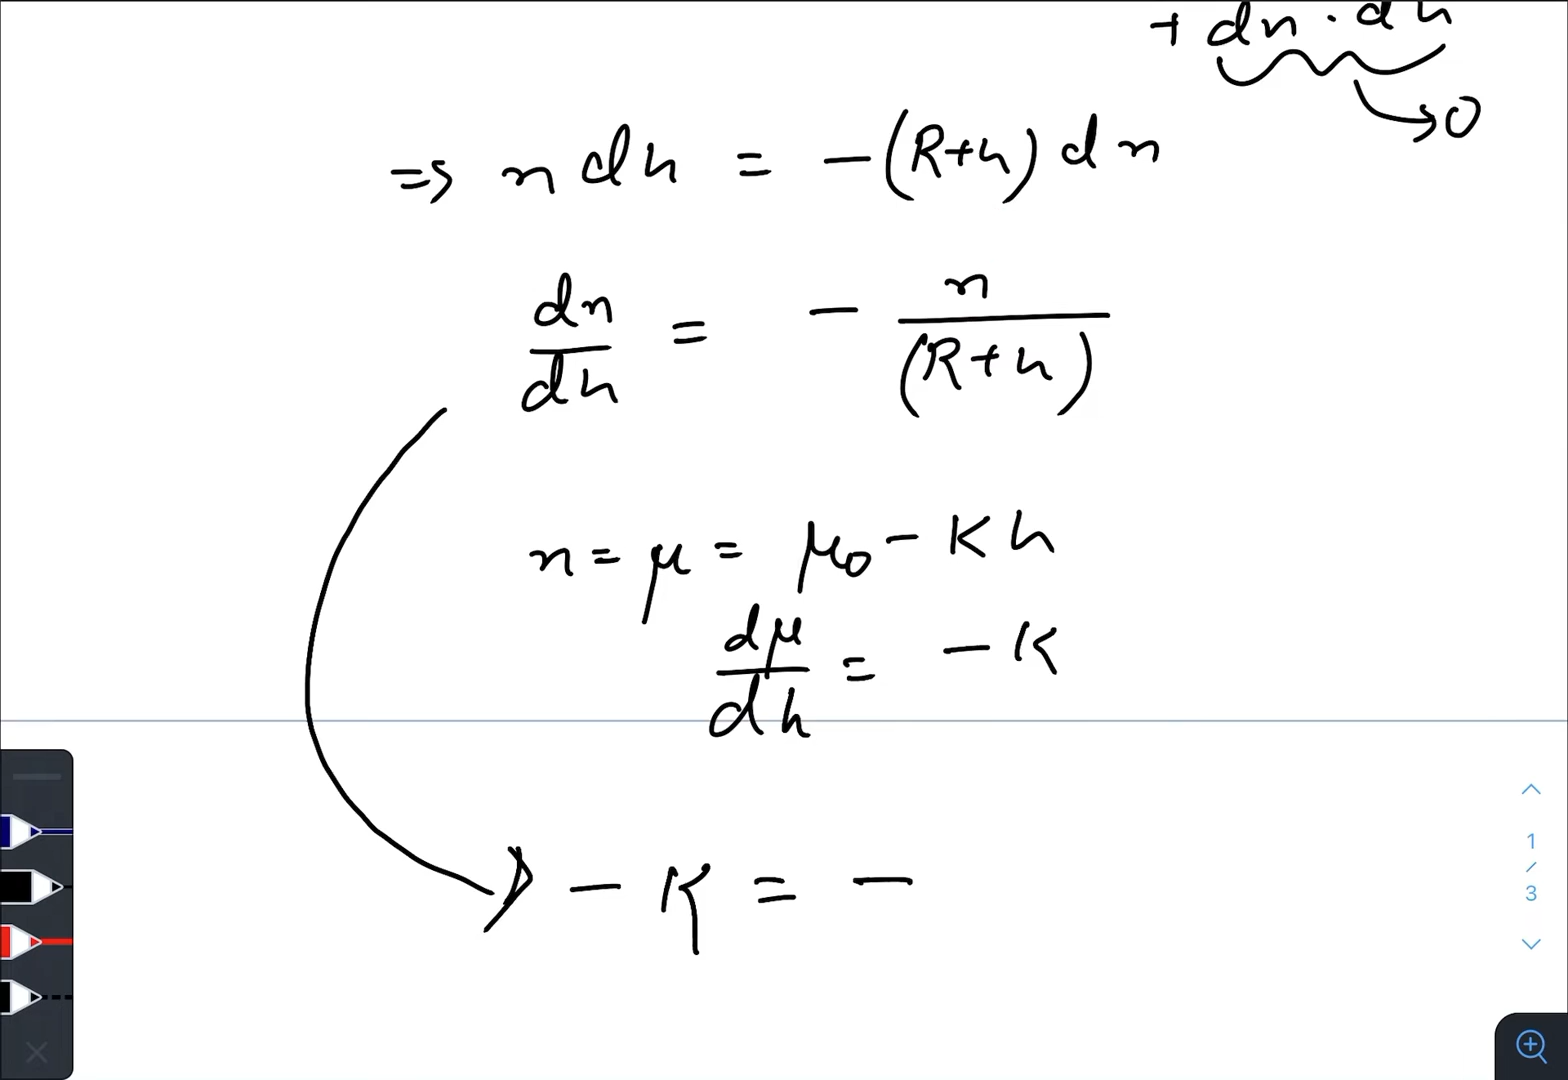 + dn . dh
→ 0
⇒ n dh = - (R+h) dn
dn/dh = - n/(R+h)
n = μ = μ₀ - K h
dμ/dh = - K
- K = -
1
/
3